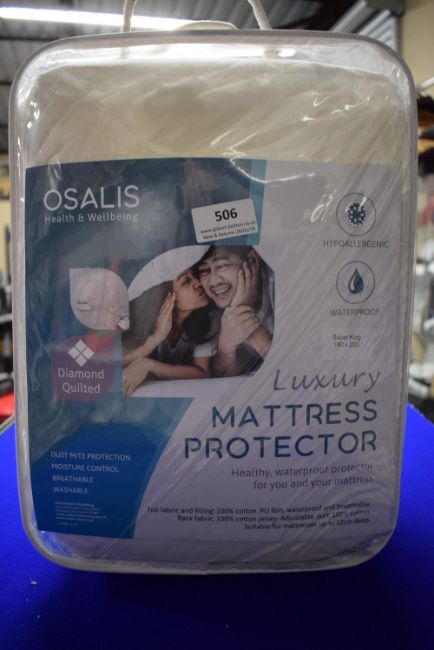 OSALIS
Health & Wellbeing
506
HYPOALLERGENIC
WATERPROOF
Super King
180 x 200
Diamond
Quilted
Luxury
MATTRESS
PROTECTOR
Healthy, waterproof protector
for you and your mattress
DUST MITE PROTECTION
MOISTURE CONTROL
BREATHABLE
WASHABLE
Top fabric and filling: 100% cotton, PU film, waterproof and breathable.
Back fabric: 100% cotton jersey. Adjustable skirt: 100% cotton.
Suitable for mattresses up to 32cm deep.